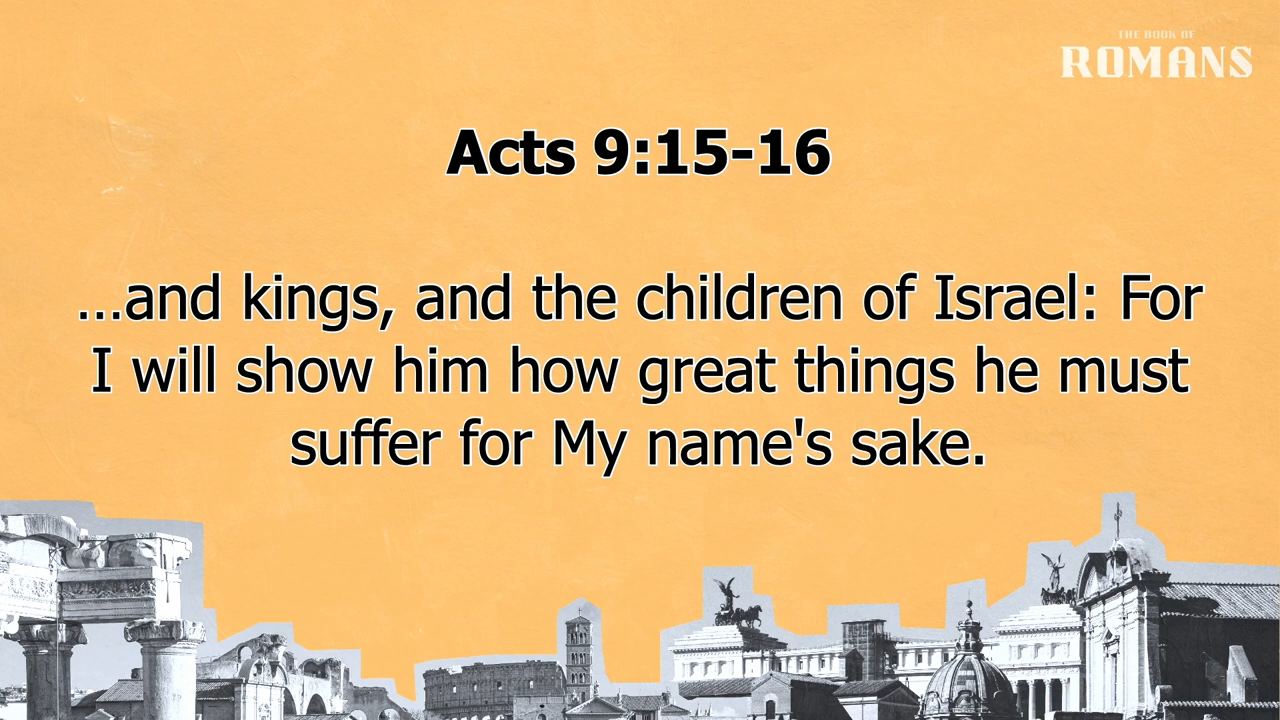 THE BOOK OF
ROMANS
Acts 9:15-16
...and kings, and the children of Israel: For
I will show him how great things he must
suffer for My name's sake.